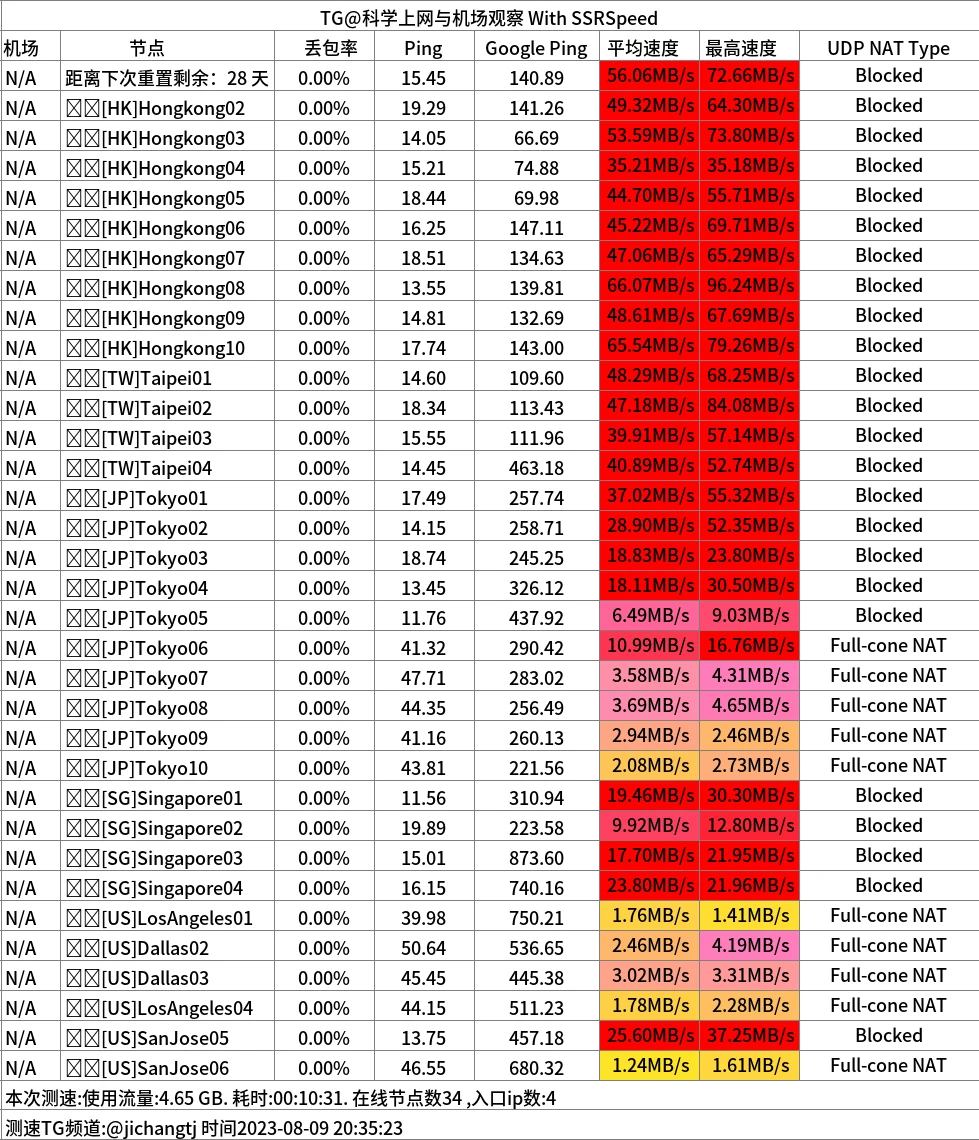 TG@科学上网与机场观察 With SSRSpeed
机场 节点 丢包率 Ping Google Ping 平均速度 最高速度 UDP NAT Type
N/A 距离下次重置剩余：28 天 0.00% 15.45 140.89 56.06MB/s 72.66MB/s Blocked
N/A [HK]Hongkong02 0.00% 19.29 141.26 49.32MB/s 64.30MB/s Blocked
N/A [HK]Hongkong03 0.00% 14.05 66.69 53.59MB/s 73.80MB/s Blocked
N/A [HK]Hongkong04 0.00% 15.21 74.88 35.21MB/s 35.18MB/s Blocked
N/A [HK]Hongkong05 0.00% 18.44 69.98 44.70MB/s 55.71MB/s Blocked
N/A [HK]Hongkong06 0.00% 16.25 147.11 45.22MB/s 69.71MB/s Blocked
N/A [HK]Hongkong07 0.00% 18.51 134.63 47.06MB/s 65.29MB/s Blocked
N/A [HK]Hongkong08 0.00% 13.55 139.81 66.07MB/s 96.24MB/s Blocked
N/A [HK]Hongkong09 0.00% 14.81 132.69 48.61MB/s 67.69MB/s Blocked
N/A [HK]Hongkong10 0.00% 17.74 143.00 65.54MB/s 79.26MB/s Blocked
N/A [TW]Taipei01 0.00% 14.60 109.60 48.29MB/s 68.25MB/s Blocked
N/A [TW]Taipei02 0.00% 18.34 113.43 47.18MB/s 84.08MB/s Blocked
N/A [TW]Taipei03 0.00% 15.55 111.96 39.91MB/s 57.14MB/s Blocked
N/A [TW]Taipei04 0.00% 14.45 463.18 40.89MB/s 52.74MB/s Blocked
N/A [JP]Tokyo01 0.00% 17.49 257.74 37.02MB/s 55.32MB/s Blocked
N/A [JP]Tokyo02 0.00% 14.15 258.71 28.90MB/s 52.35MB/s Blocked
N/A [JP]Tokyo03 0.00% 18.74 245.25 18.83MB/s 23.80MB/s Blocked
N/A [JP]Tokyo04 0.00% 13.45 326.12 18.11MB/s 30.50MB/s Blocked
N/A [JP]Tokyo05 0.00% 11.76 437.92 6.49MB/s 9.03MB/s Blocked
N/A [JP]Tokyo06 0.00% 41.32 290.42 10.99MB/s 16.76MB/s Full-cone NAT
N/A [JP]Tokyo07 0.00% 47.71 283.02 3.58MB/s 4.31MB/s Full-cone NAT
N/A [JP]Tokyo08 0.00% 44.35 256.49 3.69MB/s 4.65MB/s Full-cone NAT
N/A [JP]Tokyo09 0.00% 41.16 260.13 2.94MB/s 2.46MB/s Full-cone NAT
N/A [JP]Tokyo10 0.00% 43.81 221.56 2.08MB/s 2.73MB/s Full-cone NAT
N/A [SG]Singapore01 0.00% 11.56 310.94 19.46MB/s 30.30MB/s Blocked
N/A [SG]Singapore02 0.00% 19.89 223.58 9.92MB/s 12.80MB/s Blocked
N/A [SG]Singapore03 0.00% 15.01 873.60 17.70MB/s 21.95MB/s Blocked
N/A [SG]Singapore04 0.00% 16.15 740.16 23.80MB/s 21.96MB/s Blocked
N/A [US]LosAngeles01 0.00% 39.98 750.21 1.76MB/s 1.41MB/s Full-cone NAT
N/A [US]Dallas02 0.00% 50.64 536.65 2.46MB/s 4.19MB/s Full-cone NAT
N/A [US]Dallas03 0.00% 45.45 445.38 3.02MB/s 3.31MB/s Full-cone NAT
N/A [US]LosAngeles04 0.00% 44.15 511.23 1.78MB/s 2.28MB/s Full-cone NAT
N/A [US]SanJose05 0.00% 13.75 457.18 25.60MB/s 37.25MB/s Blocked
N/A [US]SanJose06 0.00% 46.55 680.32 1.24MB/s 1.61MB/s Full-cone NAT
本次测速:使用流量:4.65 GB. 耗时:00:10:31. 在线节点数34 ,入口ip数:4
测速TG频道:@jichangtj 时间2023-08-09 20:35:23